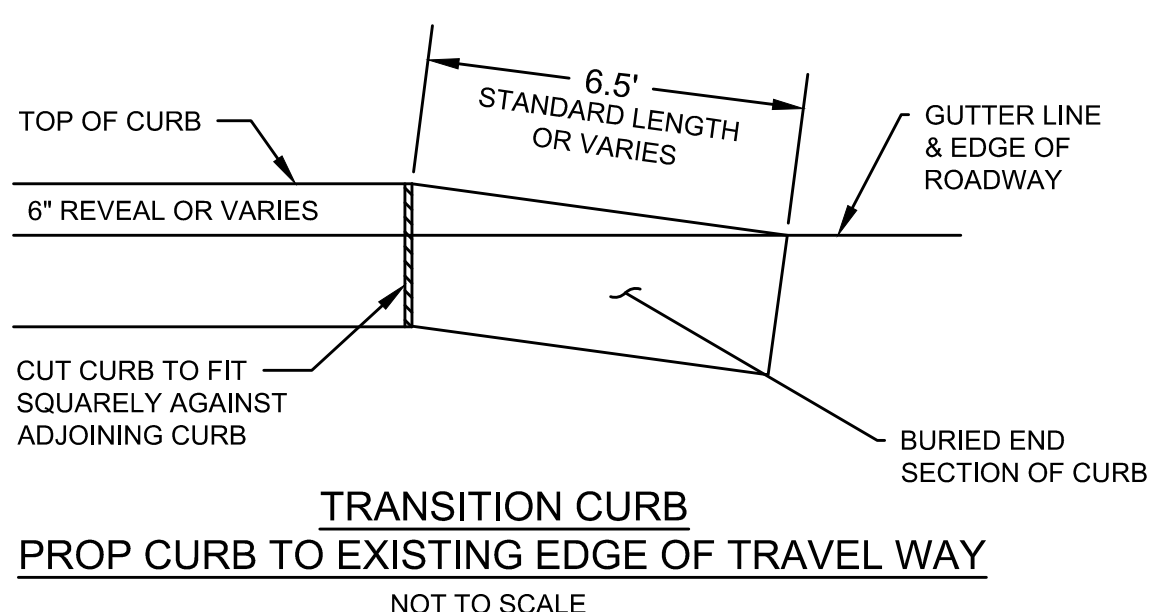 6.5'
STANDARD LENGTH
OR VARIES
TOP OF CURB
GUTTER LINE
& EDGE OF
ROADWAY
6" REVEAL OR VARIES
CUT CURB TO FIT
SQUARELY AGAINST
ADJOINING CURB
BURIED END
SECTION OF CURB
TRANSITION CURB
PROP CURB TO EXISTING EDGE OF TRAVEL WAY
NOT TO SCALE